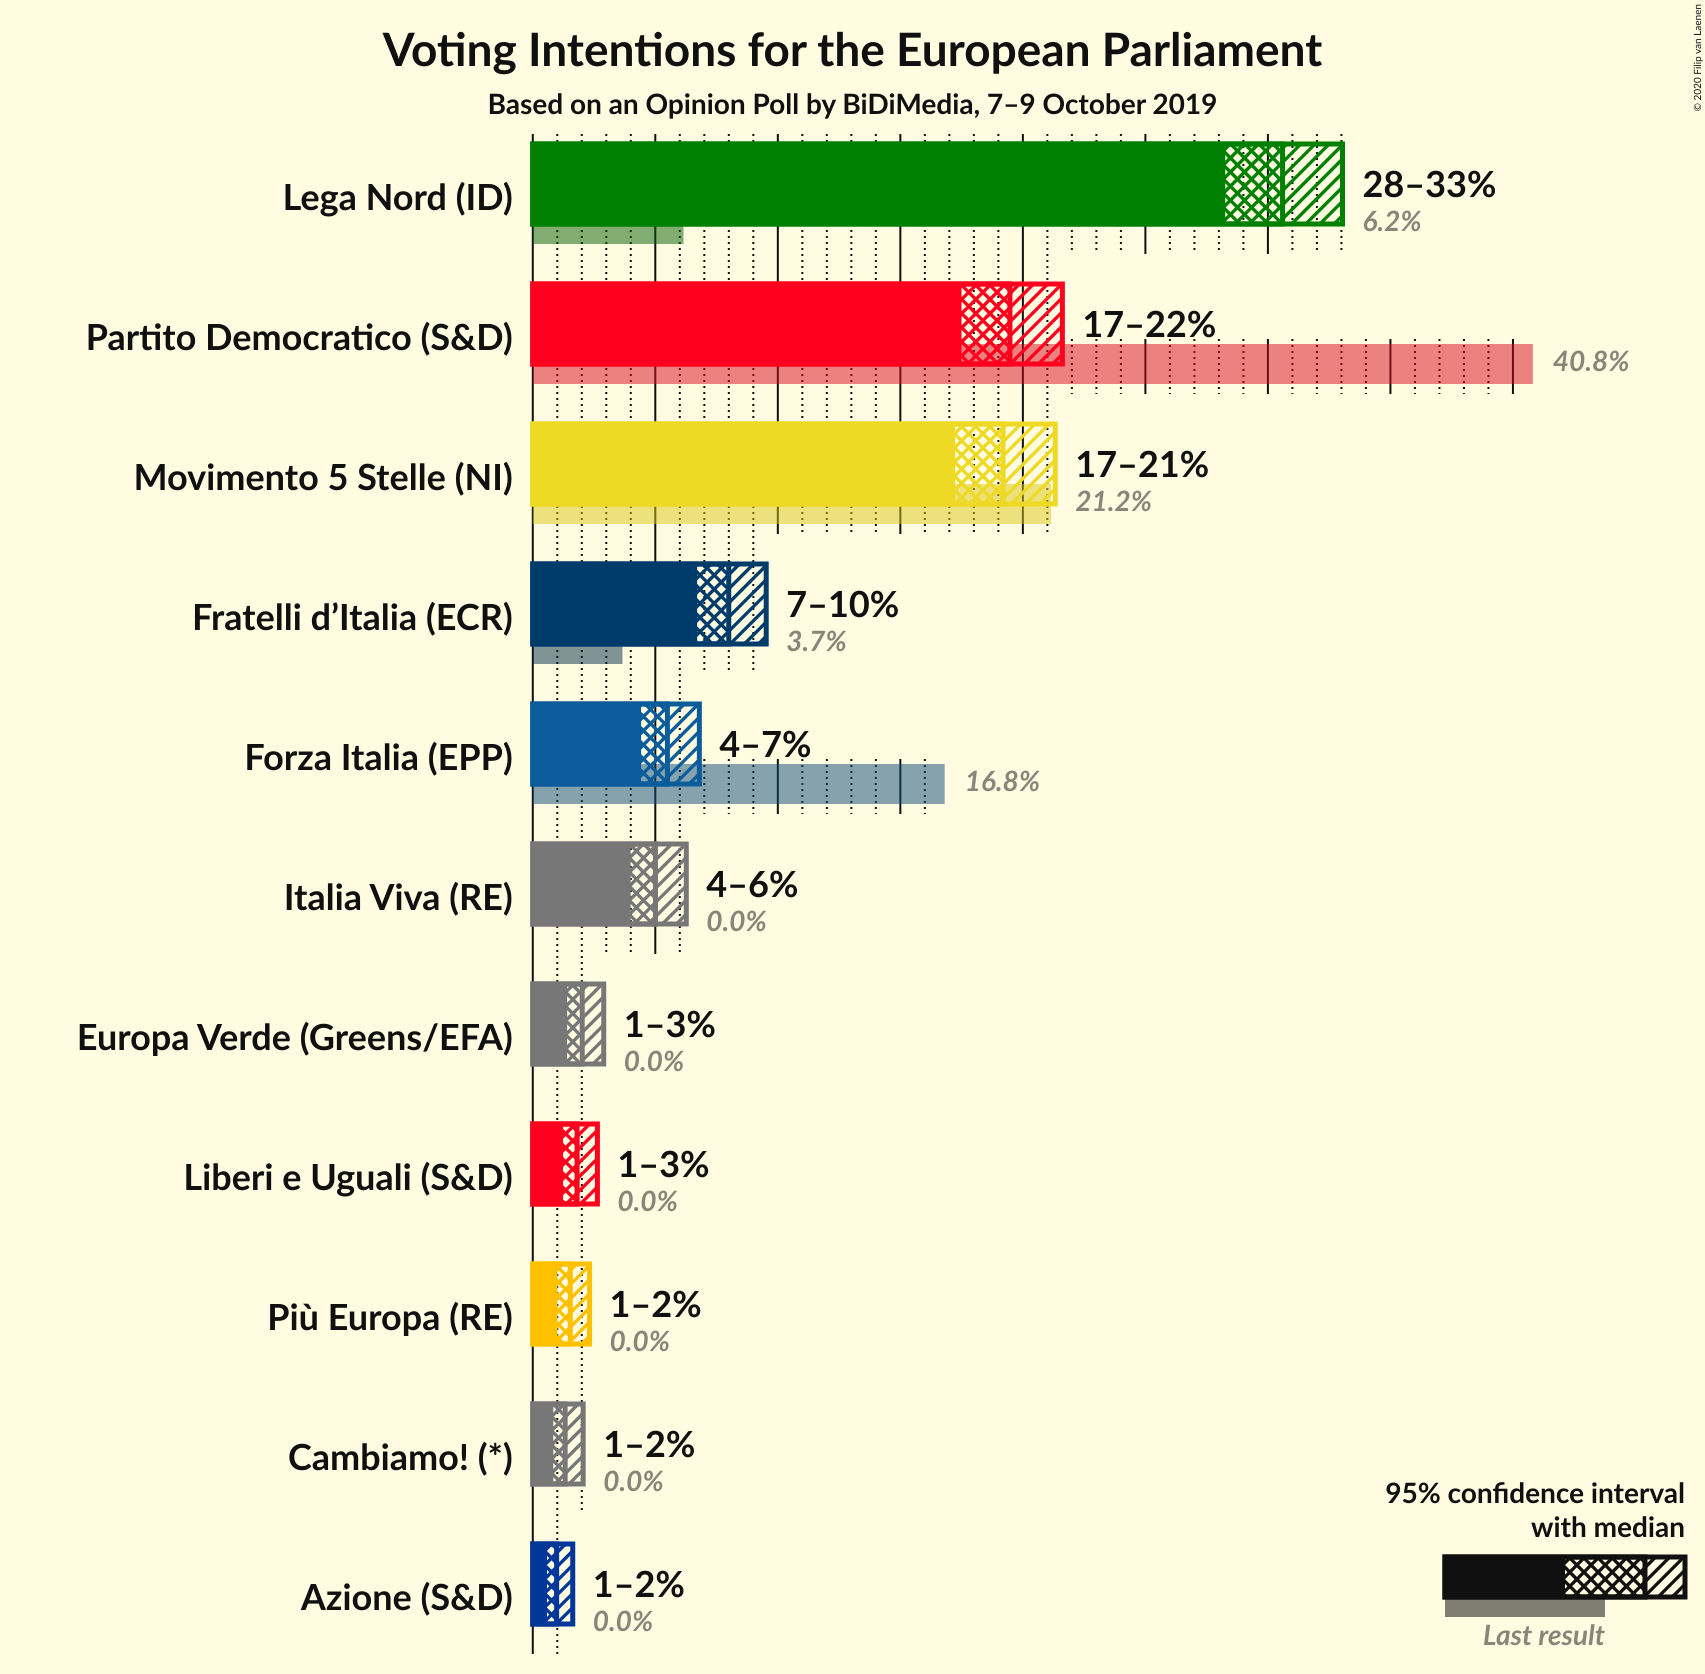 Voting Intentions for the European Parliament
Based on an Opinion Poll by BiDiMedia, 7–9 October 2019
© 2020 Filip van Laenen
Lega Nord (ID)
28–33%
6.2%
Partito Democratico (S&D)
17–22%
40.8%
Movimento 5 Stelle (NI)
17–21%
21.2%
Fratelli d’Italia (ECR)
7–10%
3.7%
Forza Italia (EPP)
4–7%
16.8%
Italia Viva (RE)
4–6%
0.0%
Europa Verde (Greens/EFA)
1–3%
0.0%
Liberi e Uguali (S&D)
1–3%
0.0%
Più Europa (RE)
1–2%
0.0%
Cambiamo! (*)
1–2%
0.0%
Azione (S&D)
1–2%
0.0%
95% confidence interval
with median
Last result